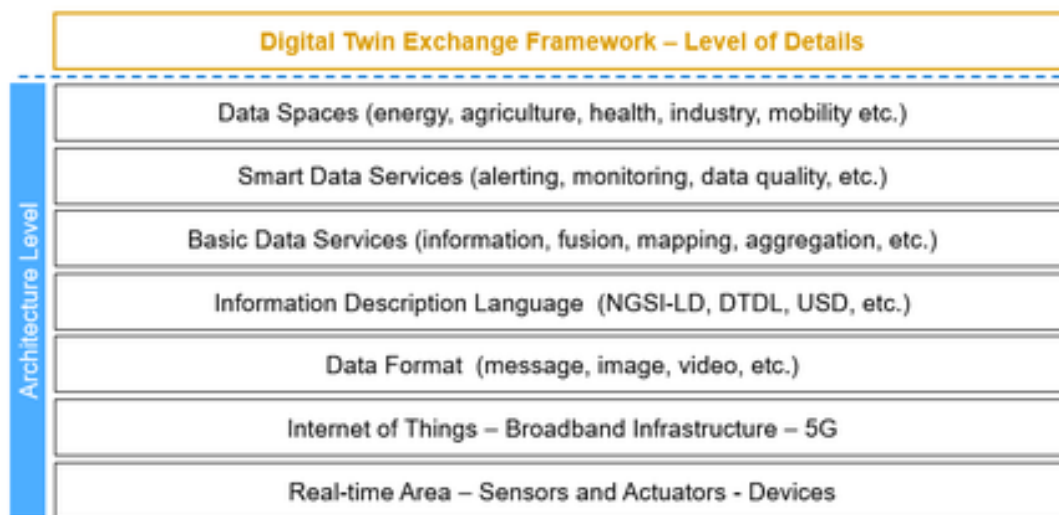 Digital Twin Exchange Framework – Level of Details
Architecture Level
Data Spaces (energy, agriculture, health, industry, mobility etc.)
Smart Data Services (alerting, monitoring, data quality, etc.)
Basic Data Services (information, fusion, mapping, aggregation, etc.)
Information Description Language (NGSI-LD, DTDL, USD, etc.)
Data Format (message, image, video, etc.)
Internet of Things – Broadband Infrastructure – 5G
Real-time Area – Sensors and Actuators - Devices